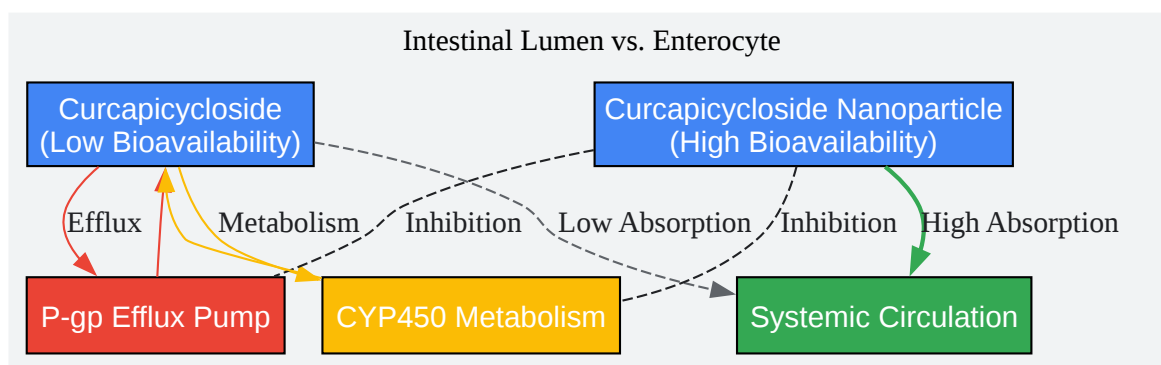 Intestinal Lumen vs. Enterocyte
Curcapicycloside
(Low Bioavailability)
Curcapicycloside Nanoparticle
(High Bioavailability)
Efflux
Metabolism
Inhibition
Low Absorption
Inhibition
High Absorption
P-gp Efflux Pump
CYP450 Metabolism
Systemic Circulation